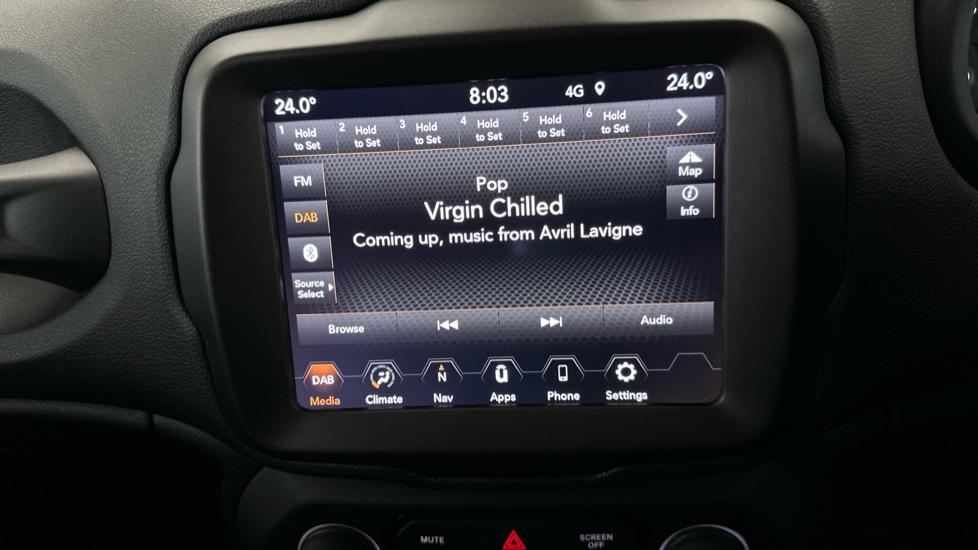 24.0° 8:03 4G 24.0°
1 Hold to Set 2 Hold to Set 3 Hold to Set 4 Hold to Set 5 Hold to Set 6 Hold to Set
FM
Pop
Map
DAB
Virgin Chilled
Info
Coming up, music from Avril Lavigne
Source
Select
Browse Audio
DAB N
Media Climate Nav Apps Phone Settings
MUTE SCREEN
OFF